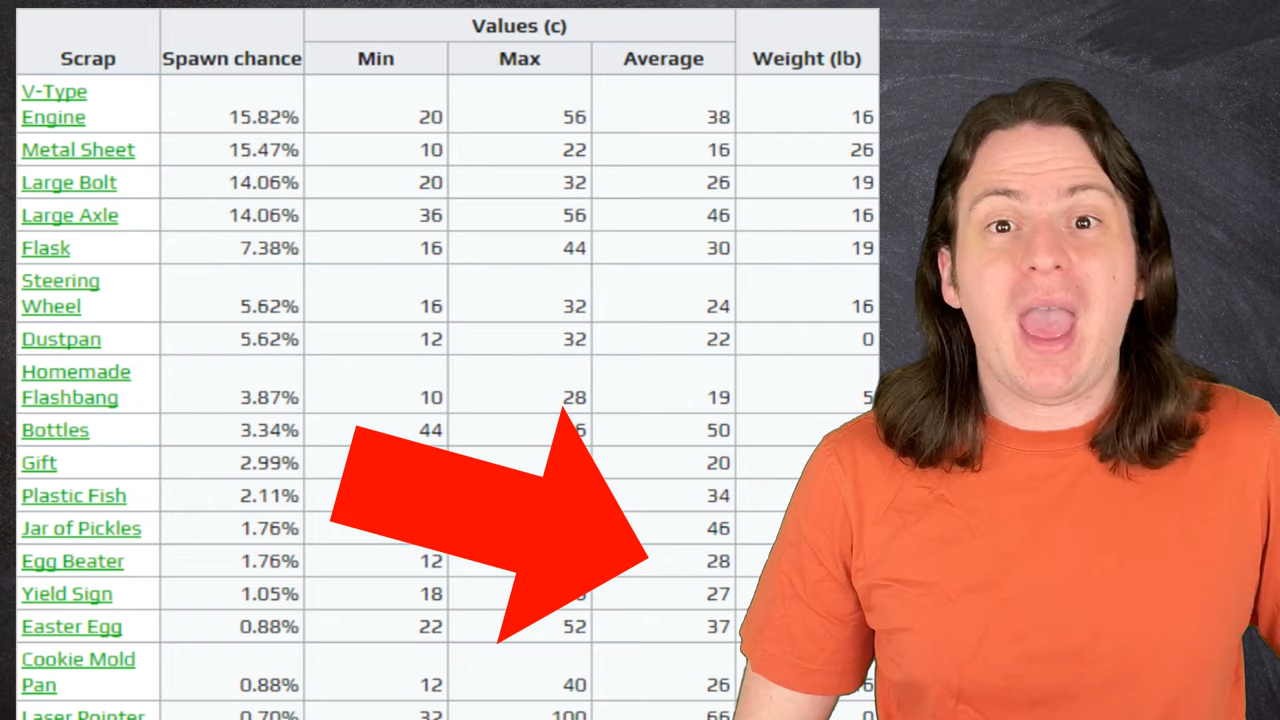 Values (c)
Scrap Spawn chance Min Max Average Weight (lb)
V-Type
Engine 15.82% 20 56 38 16
Metal Sheet 15.47% 10 22 16 26
Large Bolt 14.06% 20 32 26 19
Large Axle 14.06% 36 56 46 16
Flask 7.38% 16 44 30 19
Steering
Wheel 5.62% 16 32 24 16
Dustpan 5.62% 12 32 22 0
Homemade
Flashbang 3.87% 10 28 19 5
Bottles 3.34% 44 50
Gift 2.99% 20
Plastic Fish 2.11% 34
Jar of Pickles 1.76% 46
Egg Beater 1.76% 12 28
Yield Sign 1.05% 18 27
Easter Egg 0.88% 22 52 37
Cookie Mold
Pan 0.88% 12 40 26
Laser Pointer 0.70% 32 100 66 0